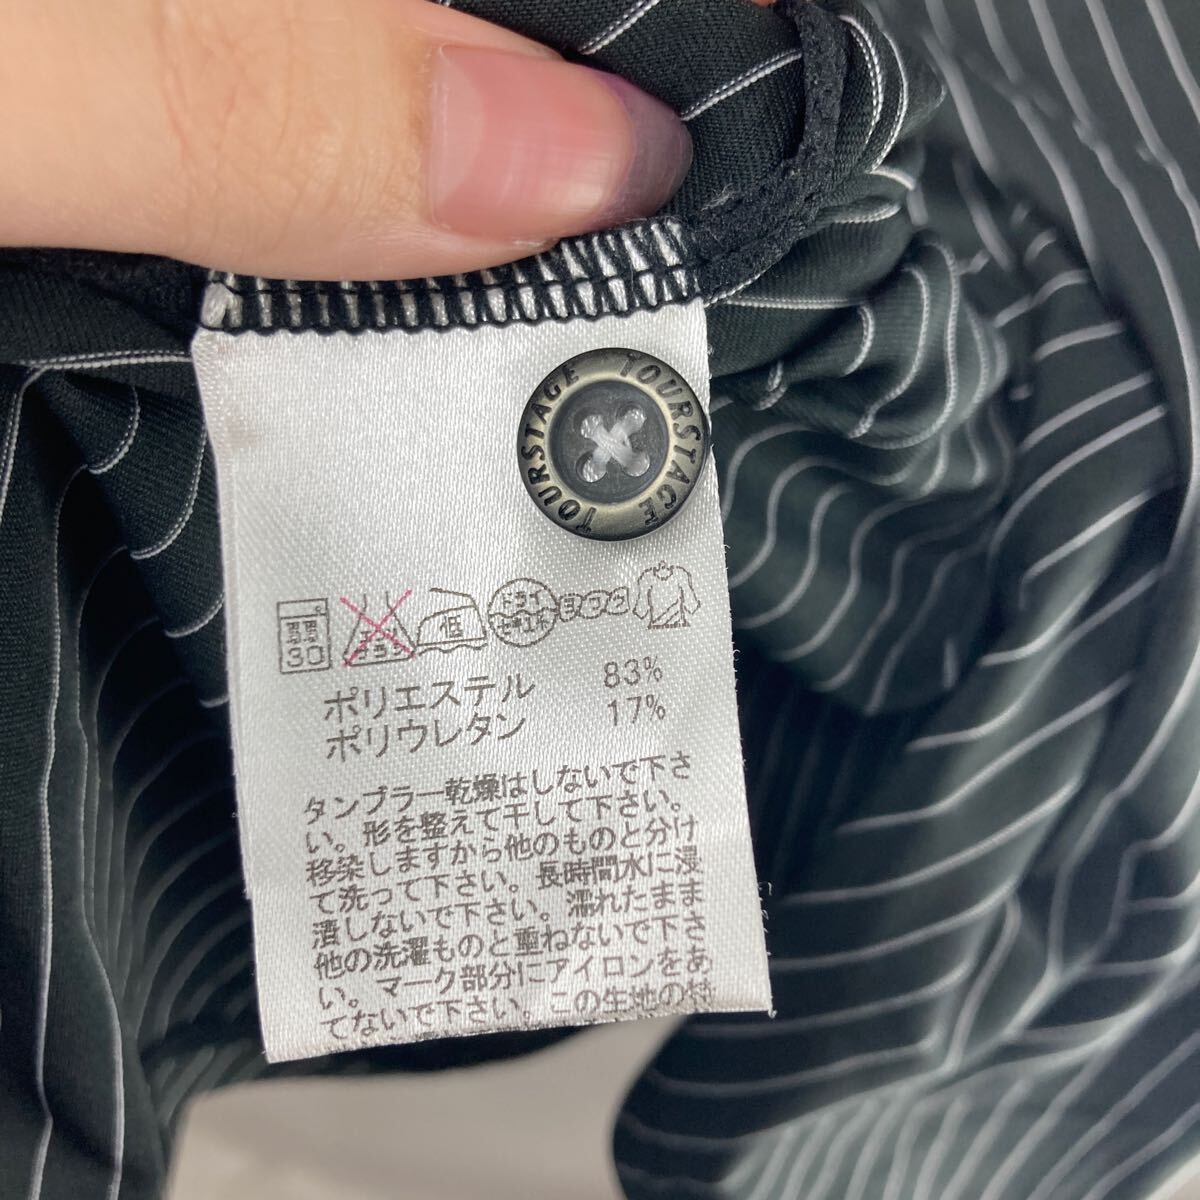 TOURSTAGE TOURSTAGE
30
低
ドライ
ポリエステル 83%
ポリウレタン 17%
タンブラー乾燥はしないで下さ
い。形を整えて干して下さい。
移染しますから他のものと分け
て洗って下さい。長時間水に浸
漬しないで下さい。濡れたまま
他の洗濯ものと重ねないで下さ
い。マーク部分にアイロンをあ
てないで下さい。この生地の特